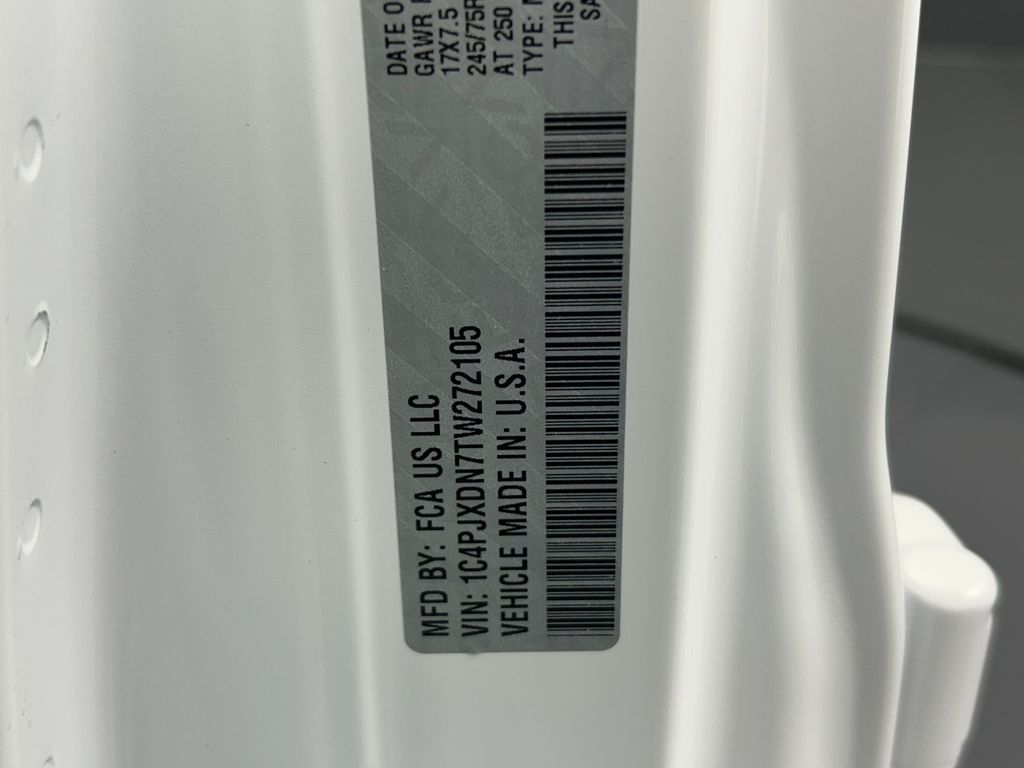 MFD BY: FCA US LLC
VIN: 1C4PJXDN7TW272105
VEHICLE MADE IN: U.S.A.
DATE O
GAWR
17X7.5
245/75R
AT 250
TYPE:
THIS
SA